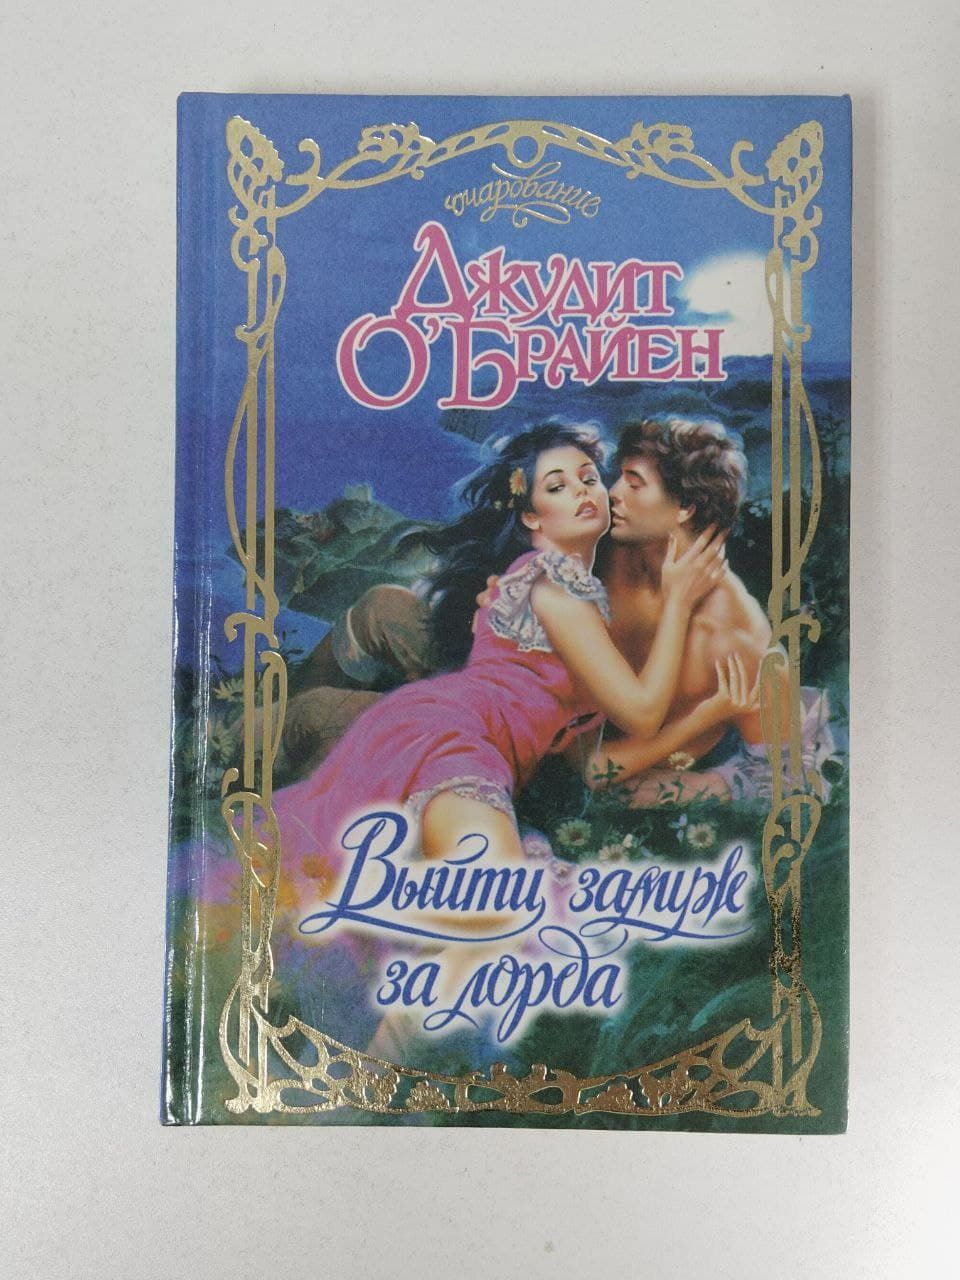 Очарование
Джудит
О'Брайен
Выйти замуж
за лорда